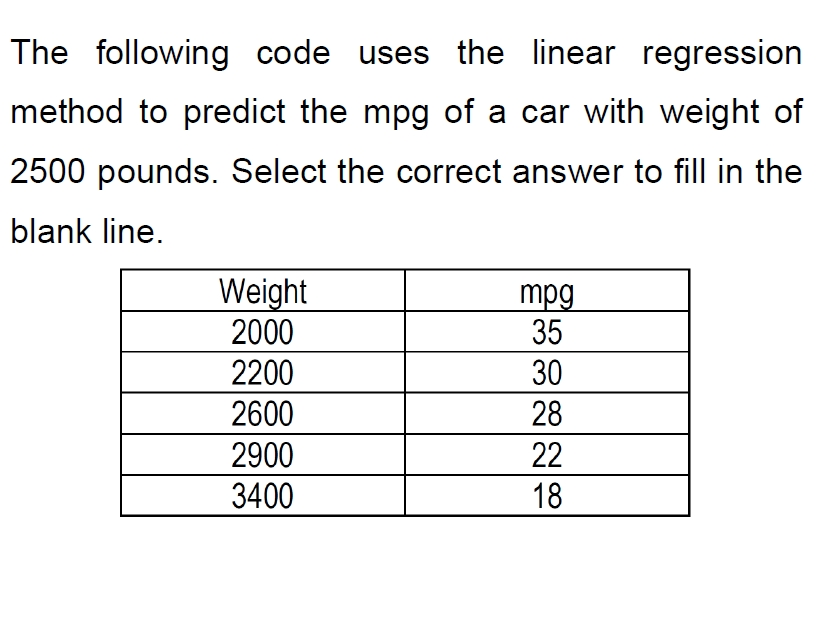 The following code uses the linear regression
method to predict the mpg of a car with weight of
2500 pounds. Select the correct answer to fill in the
blank line.
Weight mpg
2000 35
2200 30
2600 28
2900 22
3400 18